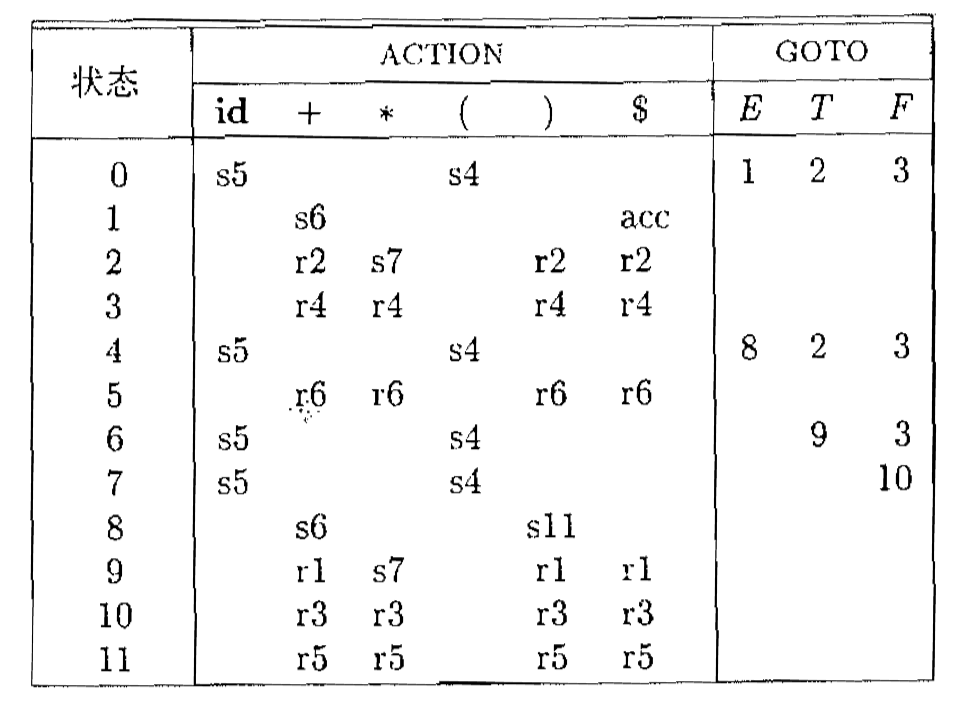 状态 ACTION GOTO
id + * ( ) $ E T F
0 s5 s4 1 2 3
1 s6 acc
2 r2 s7 r2 r2
3 r4 r4 r4 r4
4 s5 s4 8 2 3
5 r6 r6 r6 r6
6 s5 s4 9 3
7 s5 s4 10
8 s6 s11
9 r1 s7 r1 r1
10 r3 r3 r3 r3
11 r5 r5 r5 r5